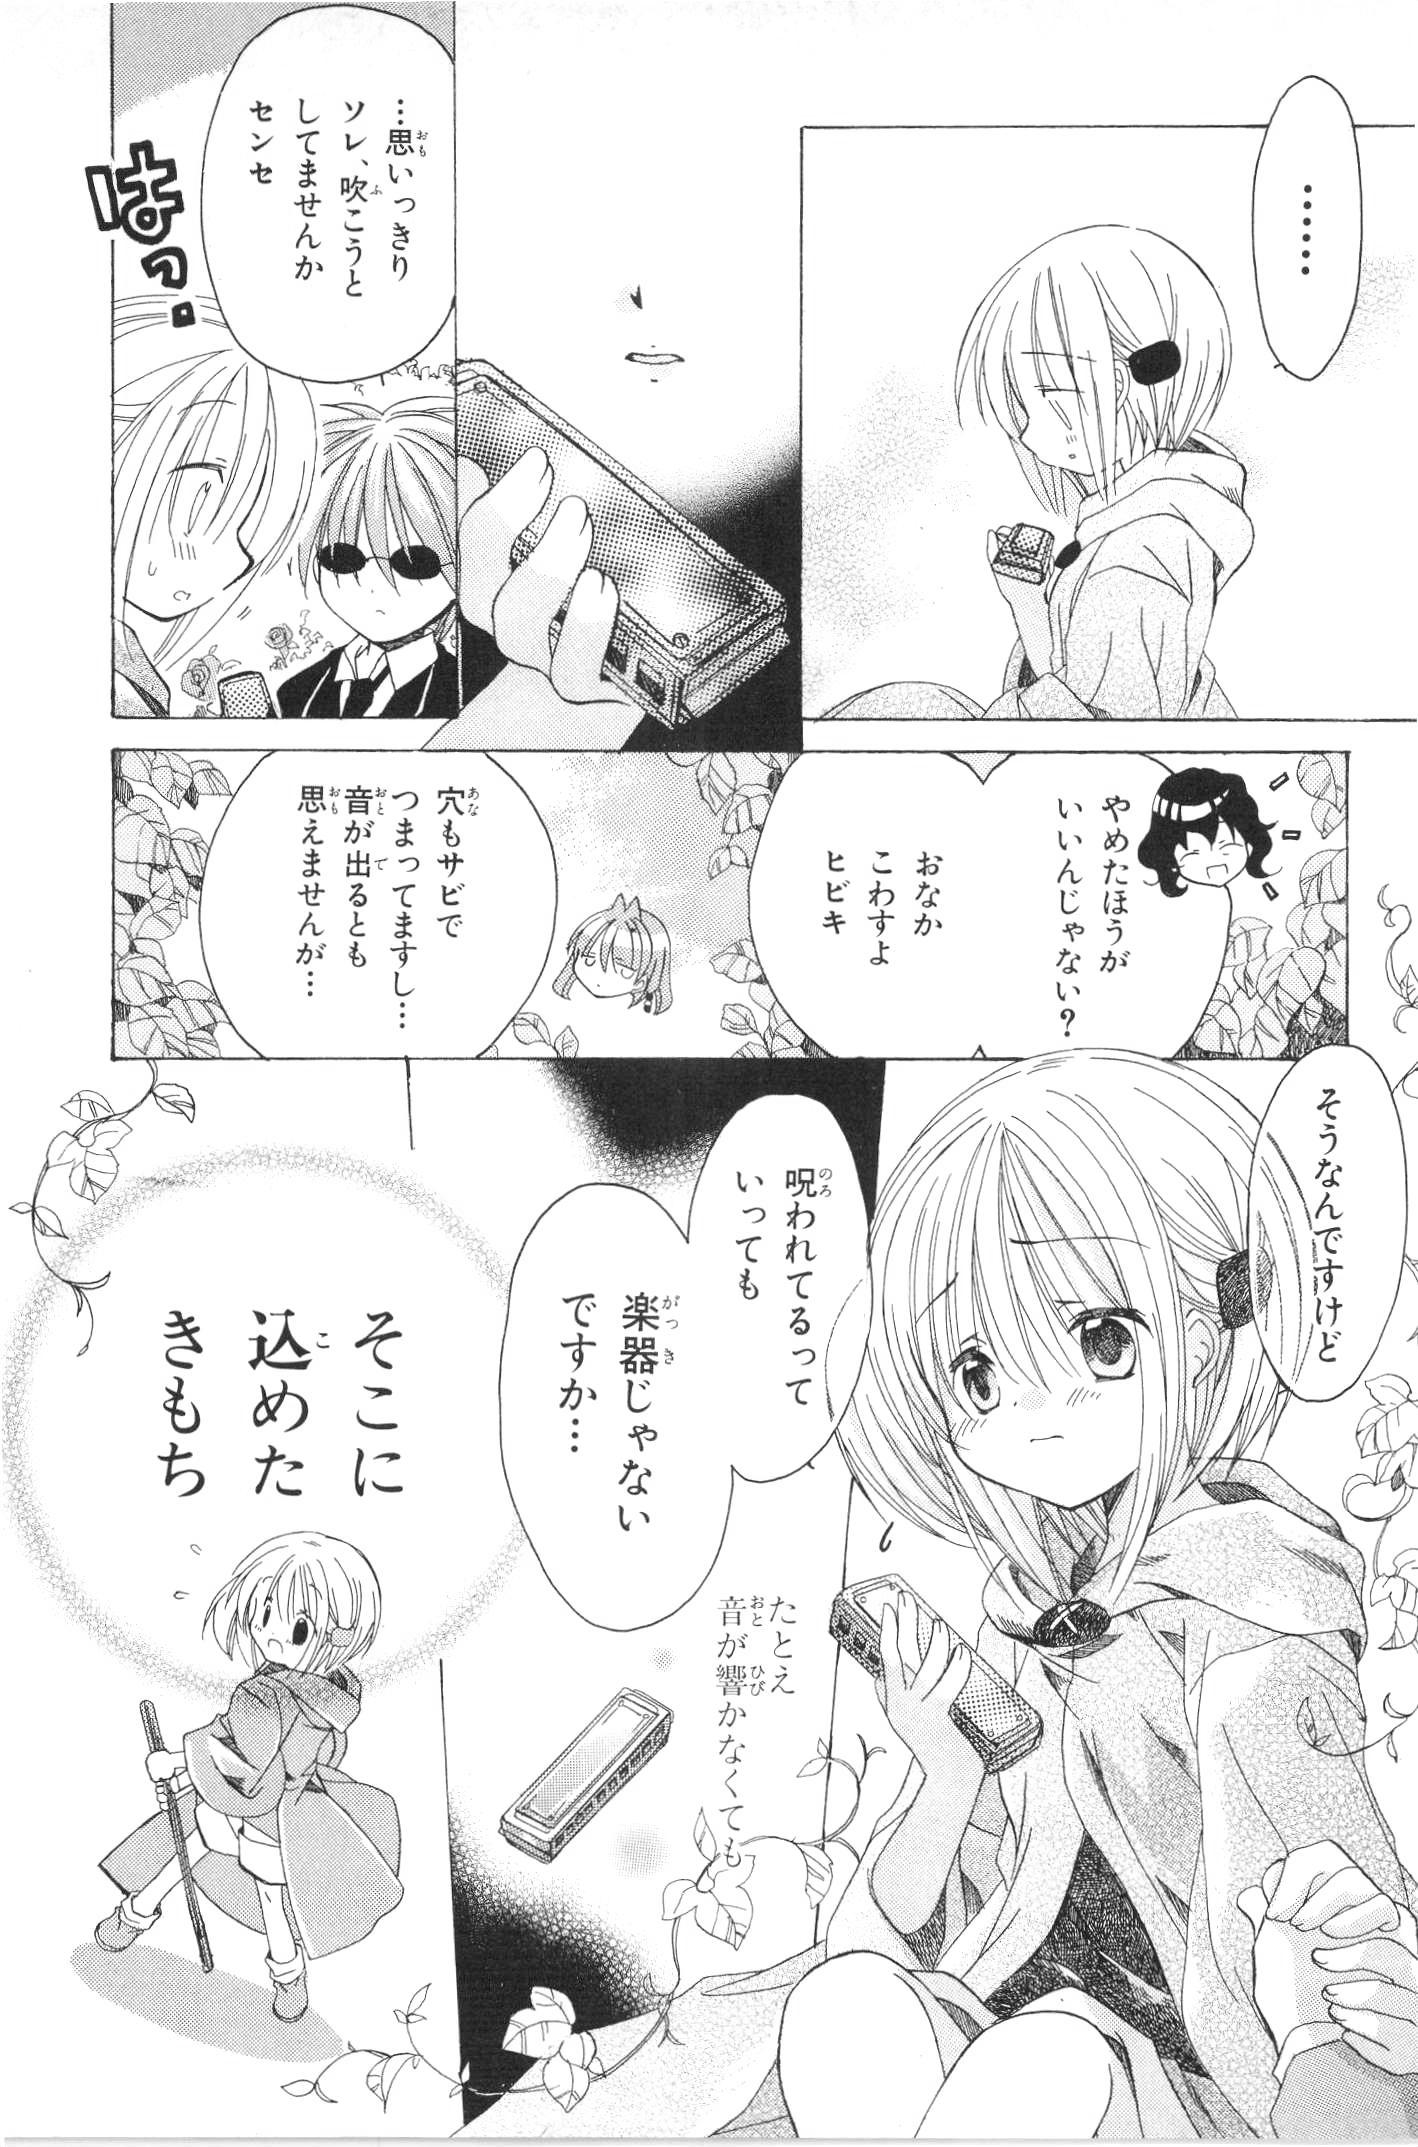 ・・・・・・
…思いっきり
ソレ、吹こうと
してませんか
センセ
はっ。
やめたほうが
いいんじゃない？
おなか
こわすよ
ヒビキ
穴もサビで
つまってますし…
音が出るとも
思えませんが…
そうなんですけど
呪われてるって
いっても
楽器じゃない
ですか…
たとえ
音が響かなくても
そこに
込めた
きもち